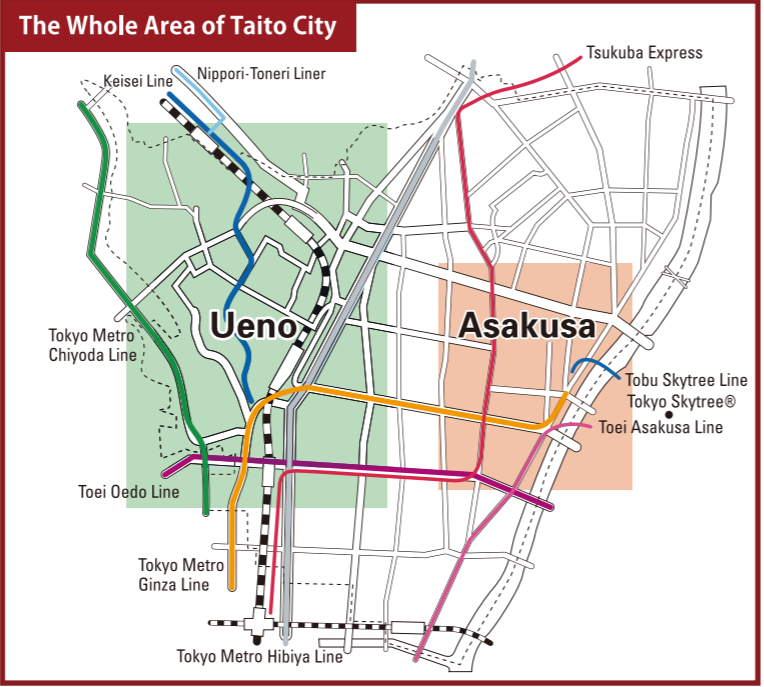 The Whole Area of Taito City
Tsukuba Express
Nippori-Toneri Liner
Keisei Line
Ueno
Asakusa
Tokyo Metro
Chiyoda Line
Tobu Skytree Line
Tokyo Skytree®
Toei Asakusa Line
Toei Oedo Line
Tokyo Metro
Ginza Line
Tokyo Metro Hibiya Line